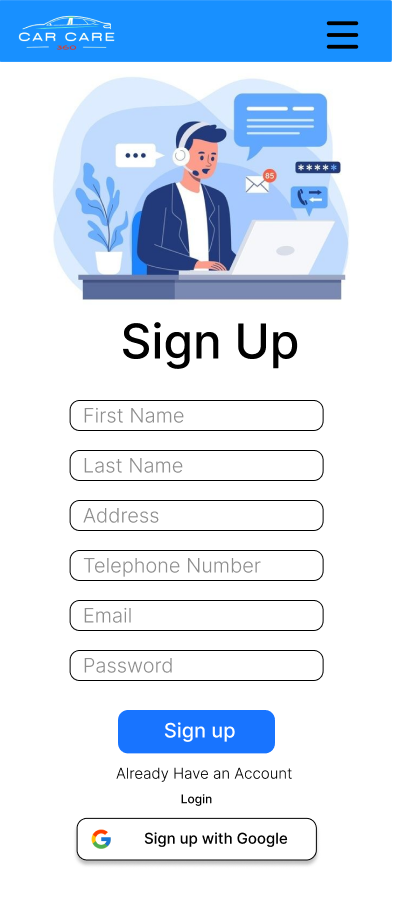 CAR CARE
85
*****
Sign Up
First Name
Last Name
Address
Telephone Number
Email
Password
Sign up
Already Have an Account
Login
Sign up with Google